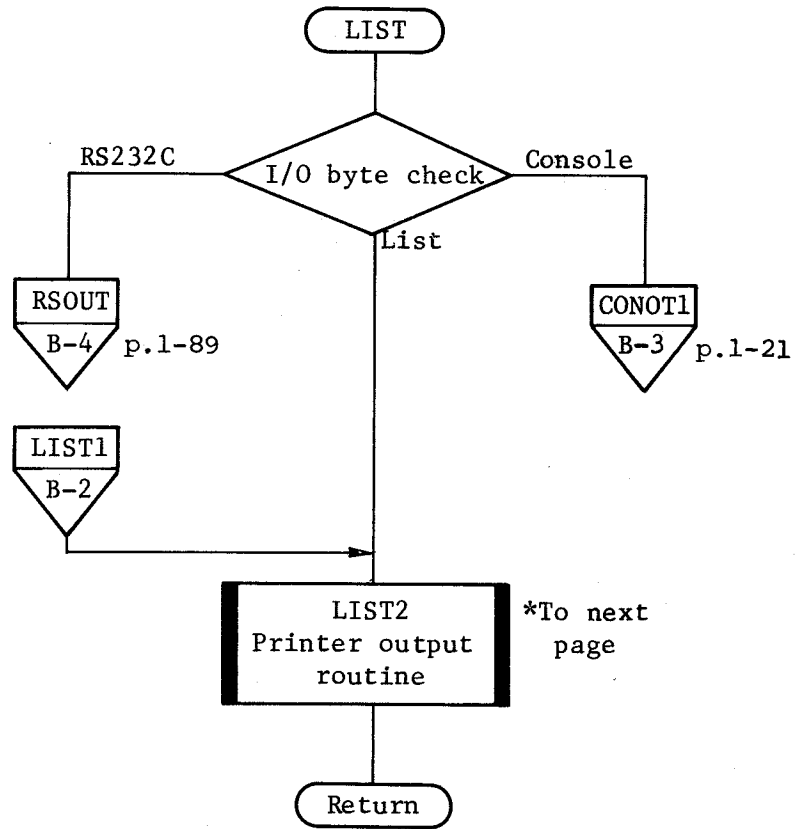 LIST
RS232C
I/O byte check
Console
List
RSOUT
B-4
p.1-89
CONOT1
B-3
p.1-21
LIST1
B-2
LIST2
Printer output
routine
*To next
page
Return